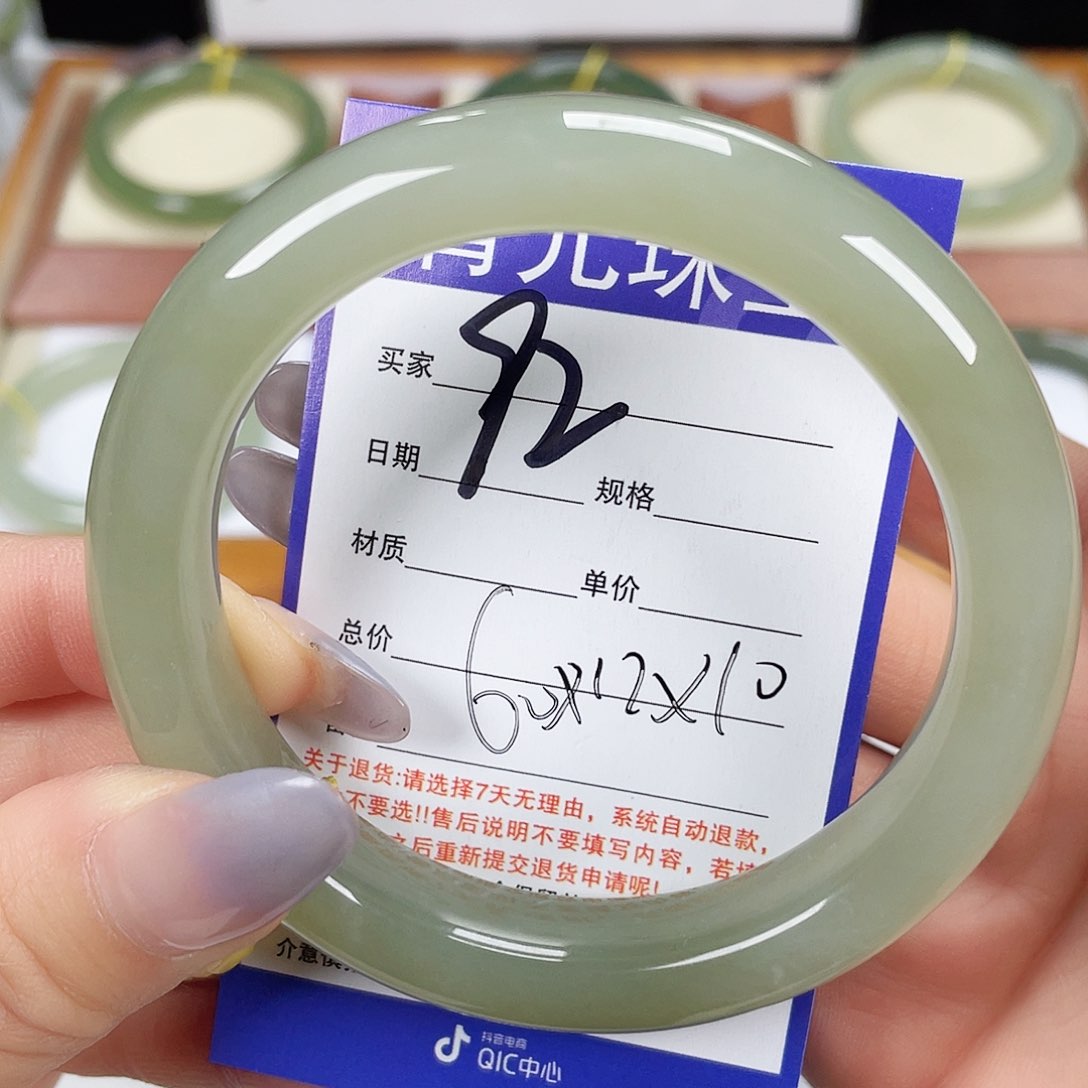 元珠
买家 92
日期 规格
材质 单价
总价
60x12x10
关于退货:请选择7天无理由，系统自动退款，
不要选!!售后说明不要填写内容，若
之后重新提交退货申请呢!
介意慎
抖音电商
QIC中心